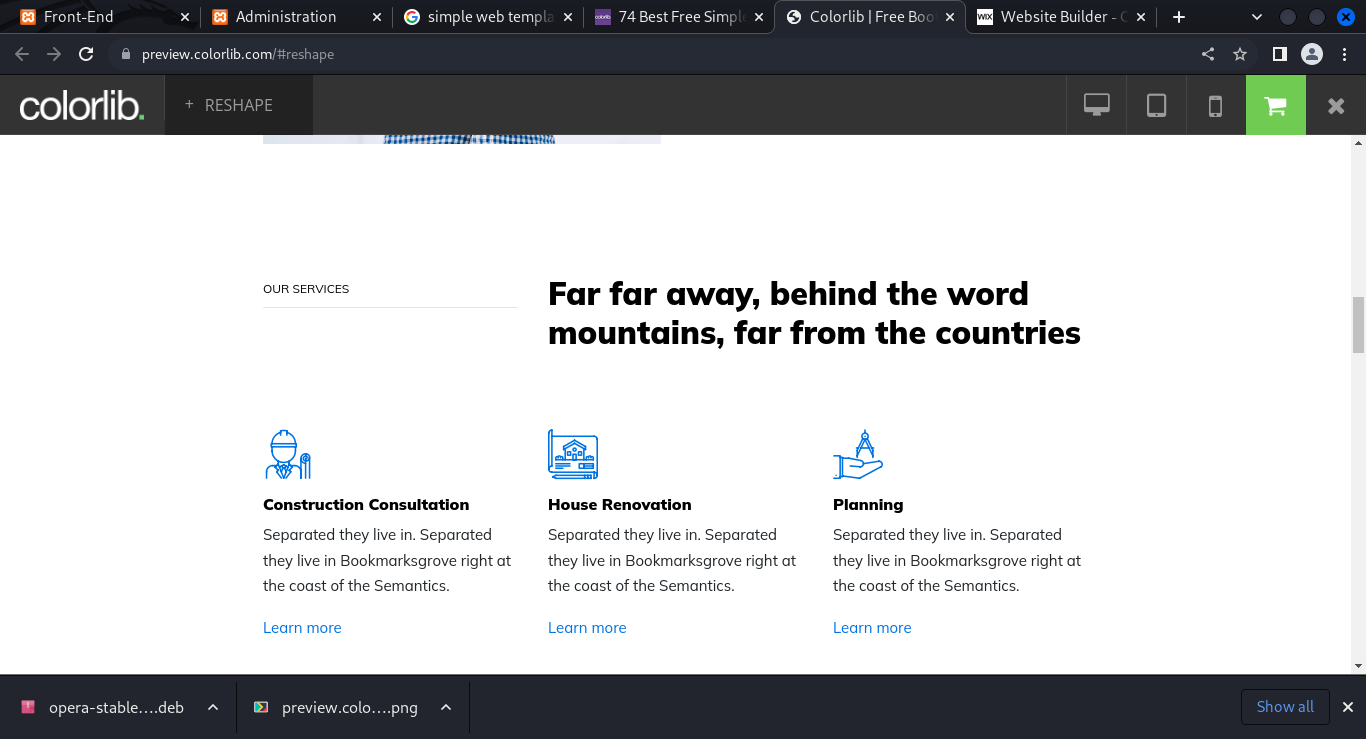 Front-End
Administration
simple web templa
74 Best Free Simple
Colorlib | Free Boo
WIX
Website Builder - C
preview.colorlib.com/#reshape
colorlib.
+ RESHAPE
OUR SERVICES
Far far away, behind the word
mountains, far from the countries
Construction Consultation
Separated they live in. Separated
they live in Bookmarksgrove right at
the coast of the Semantics.
Learn more
House Renovation
Separated they live in. Separated
they live in Bookmarksgrove right at
the coast of the Semantics.
Learn more
Planning
Separated they live in. Separated
they live in Bookmarksgrove right at
the coast of the Semantics.
Learn more
opera-stable....deb
preview.colo....png
Show all